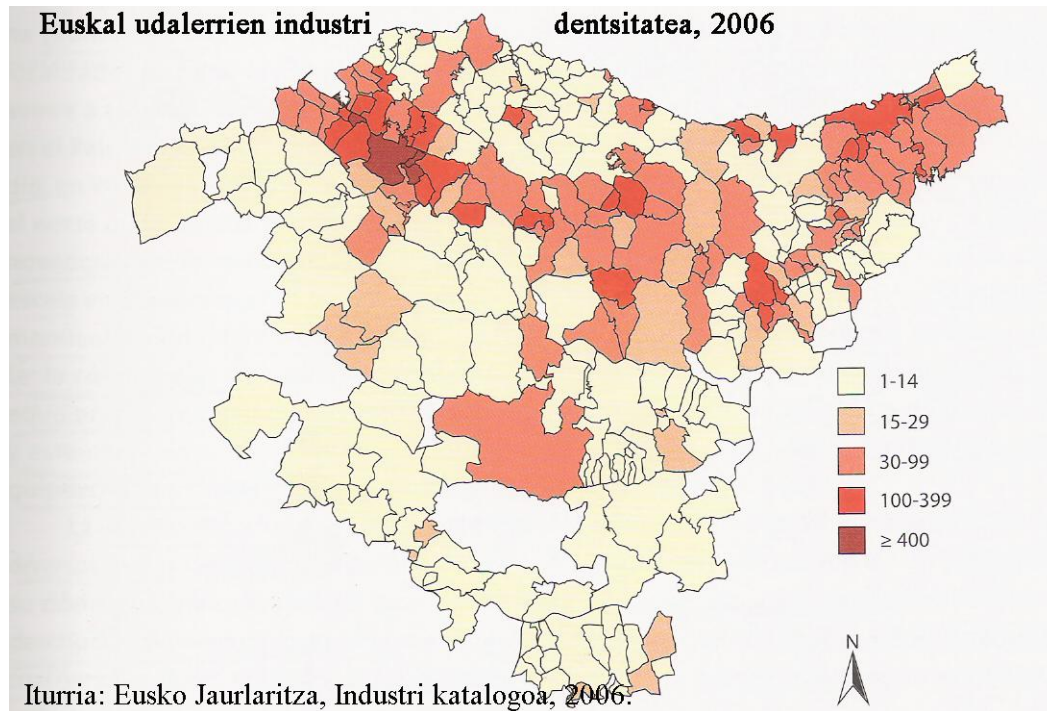 Euskal udalerrien industri dentsitatea, 2006
1-14
15-29
30-99
100-399
≥ 400
N
Iturria: Eusko Jaurlaritza, Industri katalogoa, 2006.